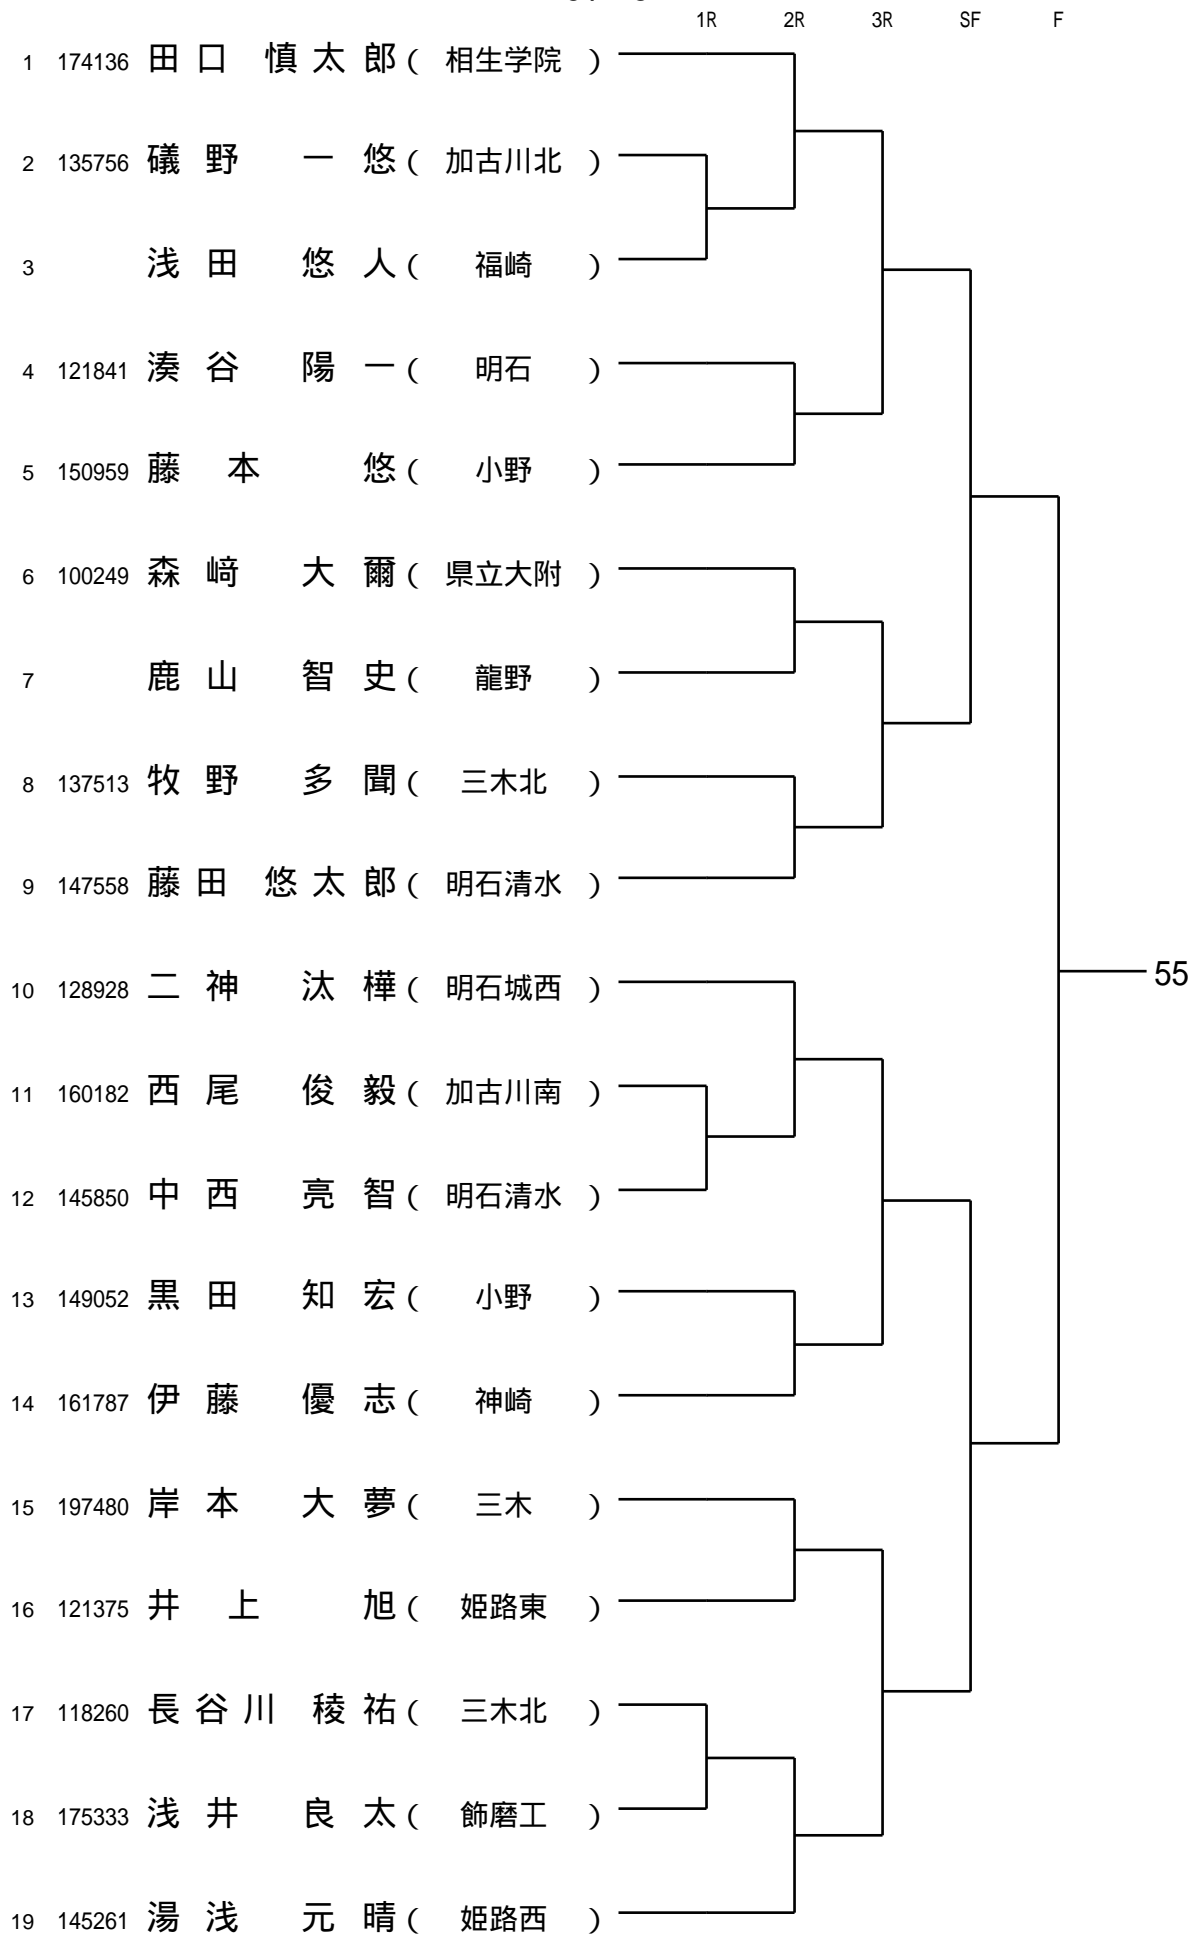 1R 2R 3R SF F
1 174136 田口 慎太郎 ( 相生学院 )
2 135756 礒野 一悠 ( 加古川北 )
3 浅田 悠人 ( 福崎 )
4 121841 湊谷 陽一 ( 明石 )
5 150959 藤本 悠 ( 小野 )
6 100249 森﨑 大爾 ( 県立大附 )
7 鹿山 智史 ( 龍野 )
8 137513 牧野 多聞 ( 三木北 )
9 147558 藤田 悠太郎 ( 明石清水 )
55
10 128928 二神 汰樺 ( 明石城西 )
11 160182 西尾 俊毅 ( 加古川南 )
12 145850 中西 亮智 ( 明石清水 )
13 149052 黒田 知宏 ( 小野 )
14 161787 伊藤 優志 ( 神崎 )
15 197480 岸本 大夢 ( 三木 )
16 121375 井上 旭 ( 姫路東 )
17 118260 長谷川 稜祐 ( 三木北 )
18 175333 浅井 良太 ( 飾磨工 )
19 145261 湯浅 元晴 ( 姫路西 )